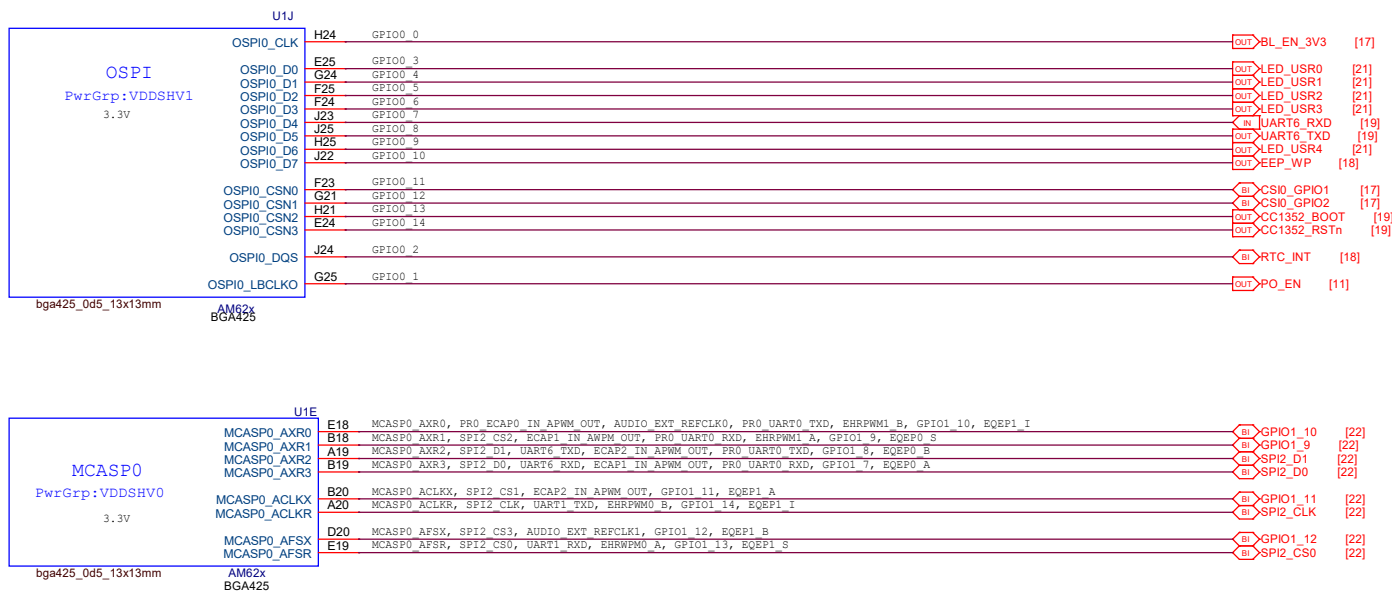 U1J
OSPI
PwrGrp:VDDSHV1
3.3V
OSPI0_CLK H24 GPIO0_0 OUT BL_EN_3V3 [17]
OSPI0_D0 E25 GPIO0_3 OUT LED_USR0 [21]
OSPI0_D1 G24 GPIO0_4 OUT LED_USR1 [21]
OSPI0_D2 F25 GPIO0_5 OUT LED_USR2 [21]
OSPI0_D3 F24 GPIO0_6 OUT LED_USR3 [21]
OSPI0_D4 J23 GPIO0_7 IN UART6_RXD [19]
OSPI0_D5 J25 GPIO0_8 OUT UART6_TXD [19]
OSPI0_D6 H25 GPIO0_9 OUT LED_USR4 [21]
OSPI0_D7 J22 GPIO0_10 OUT EEP_WP [18]
OSPI0_CSN0 F23 GPIO0_11 BI CSI0_GPIO1 [17]
OSPI0_CSN1 G21 GPIO0_12 BI CSI0_GPIO2 [17]
OSPI0_CSN2 H21 GPIO0_13 OUT CC1352_BOOT [19]
OSPI0_CSN3 E24 GPIO0_14 OUT CC1352_RSTn [19]
OSPI0_DQS J24 GPIO0_2 BI RTC_INT [18]
OSPI0_LBCLKO G25 GPIO0_1 OUT PO_EN [11]
bga425_0d5_13x13mm AM62x
BGA425
U1E
MCASP0
PwrGrp:VDDSHV0
3.3V
MCASP0_AXR0 E18 MCASP0_AXR0, PR0_ECAP0_IN_APWM_OUT, AUDIO_EXT_REFCLK0, PR0_UART0_TXD, EHRPWM1_B, GPIO1_10, EQEP1_I BI GPIO1_10 [22]
MCASP0_AXR1 B18 MCASP0_AXR1, SPI2_CS2, ECAP1_IN_AWPM_OUT, PR0_UART0_RXD, EHRPWM1_A, GPIO1_9, EQEP0_S BI GPIO1_9 [22]
MCASP0_AXR2 A19 MCASP0_AXR2, SPI2_D1, UART6_TXD, ECAP2_IN_APWM_OUT, PR0_UART0_TXD, GPIO1_8, EQEP0_B BI SPI2_D1 [22]
MCASP0_AXR3 B19 MCASP0_AXR3, SPI2_D0, UART6_RXD, ECAP1_IN_APWM_OUT, PR0_UART0_RXD, GPIO1_7, EQEP0_A BI SPI2_D0 [22]
MCASP0_ACLKX B20 MCASP0_ACLKX, SPI2_CS1, ECAP2_IN_APWM_OUT, GPIO1_11, EQEP1_A BI GPIO1_11 [22]
MCASP0_ACLKR A20 MCASP0_ACLKR, SPI2_CLK, UART1_TXD, EHRPWM0_B, GPIO1_14, EQEP1_I BI SPI2_CLK [22]
MCASP0_AFSX D20 MCASP0_AFSX, SPI2_CS3, AUDIO_EXT_REFCLK1, GPIO1_12, EQEP1_B BI GPIO1_12 [22]
MCASP0_AFSR E19 MCASP0_AFSR, SPI2_CS0, UART1_RXD, EHRWPM0_A, GPIO1_13, EQEP1_S BI SPI2_CS0 [22]
bga425_0d5_13x13mm AM62x
BGA425